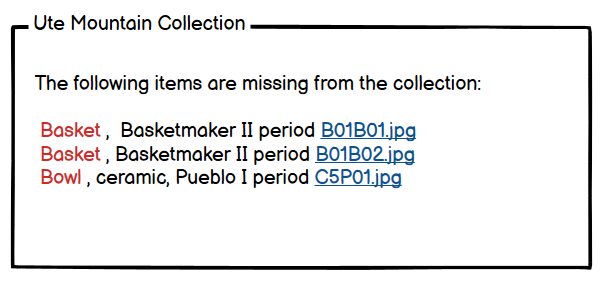 Ute Mountain Collection
The following items are missing from the collection:
Basket , Basketmaker II period B01B01.jpg
Basket , Basketmaker II period B01B02.jpg
Bowl , ceramic, Pueblo I period C5P01.jpg